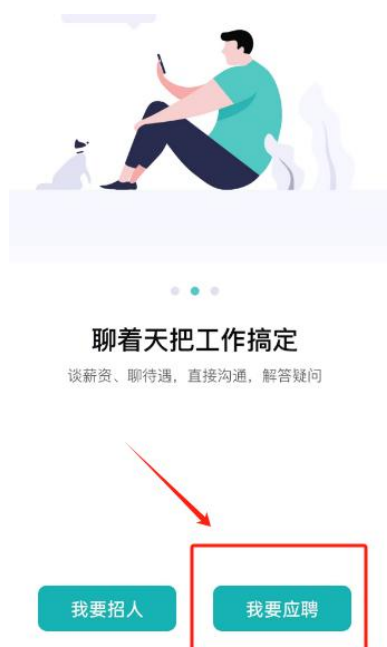 聊着天把工作搞定
谈薪资、聊待遇，直接沟通，解答疑问
我要招人
我要应聘